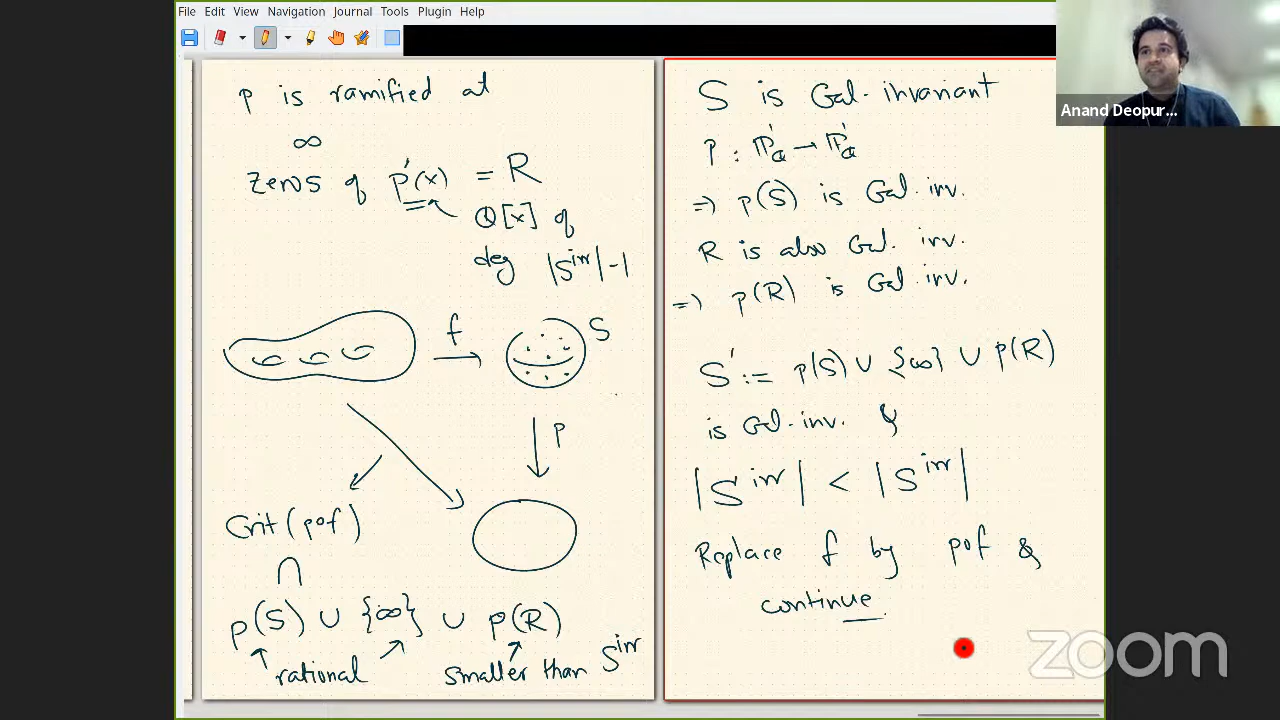 File Edit View Navigation Journal Tools Plugin Help
p is ramified at
∞
zeros of p'(x) = R
Q[x] of
deg |S^irr| - 1
f
S
p
Crit(pof)
∩
p(S) ∪ {∞} ∪ p(R)
rational
smaller than S^irr
S is Gal-invariant
p : P¹_Q → P¹_Q
⇒ p(S) is Gal inv.
R is also Gal. inv.
⇒ p(R) is Gal inv.
S' := p(S) ∪ {∞} ∪ p(R)
is Gal-inv. &
|S^irr| < |S^irr|
Replace f by pof &
continue
Anand Deopur...
zoom